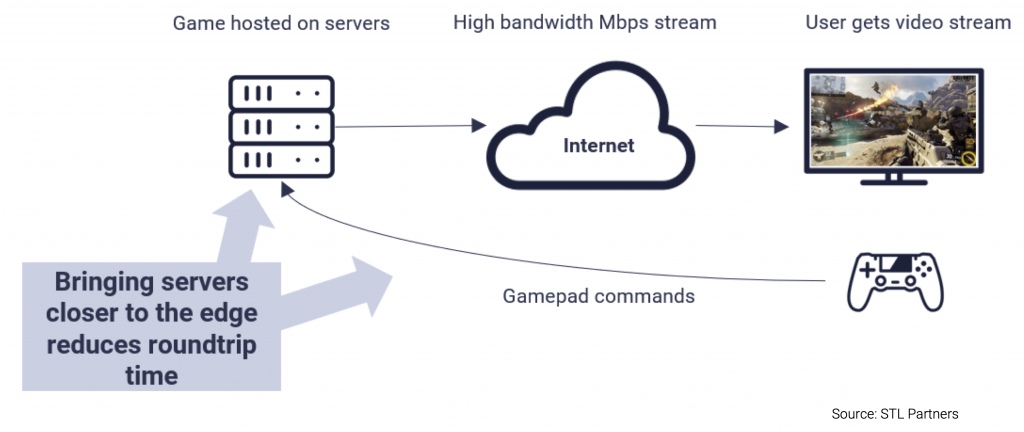 Game hosted on servers
High bandwidth Mbps stream
User gets video stream
Internet
Gamepad commands
Bringing servers
closer to the edge
reduces roundtrip
time
Source: STL Partners